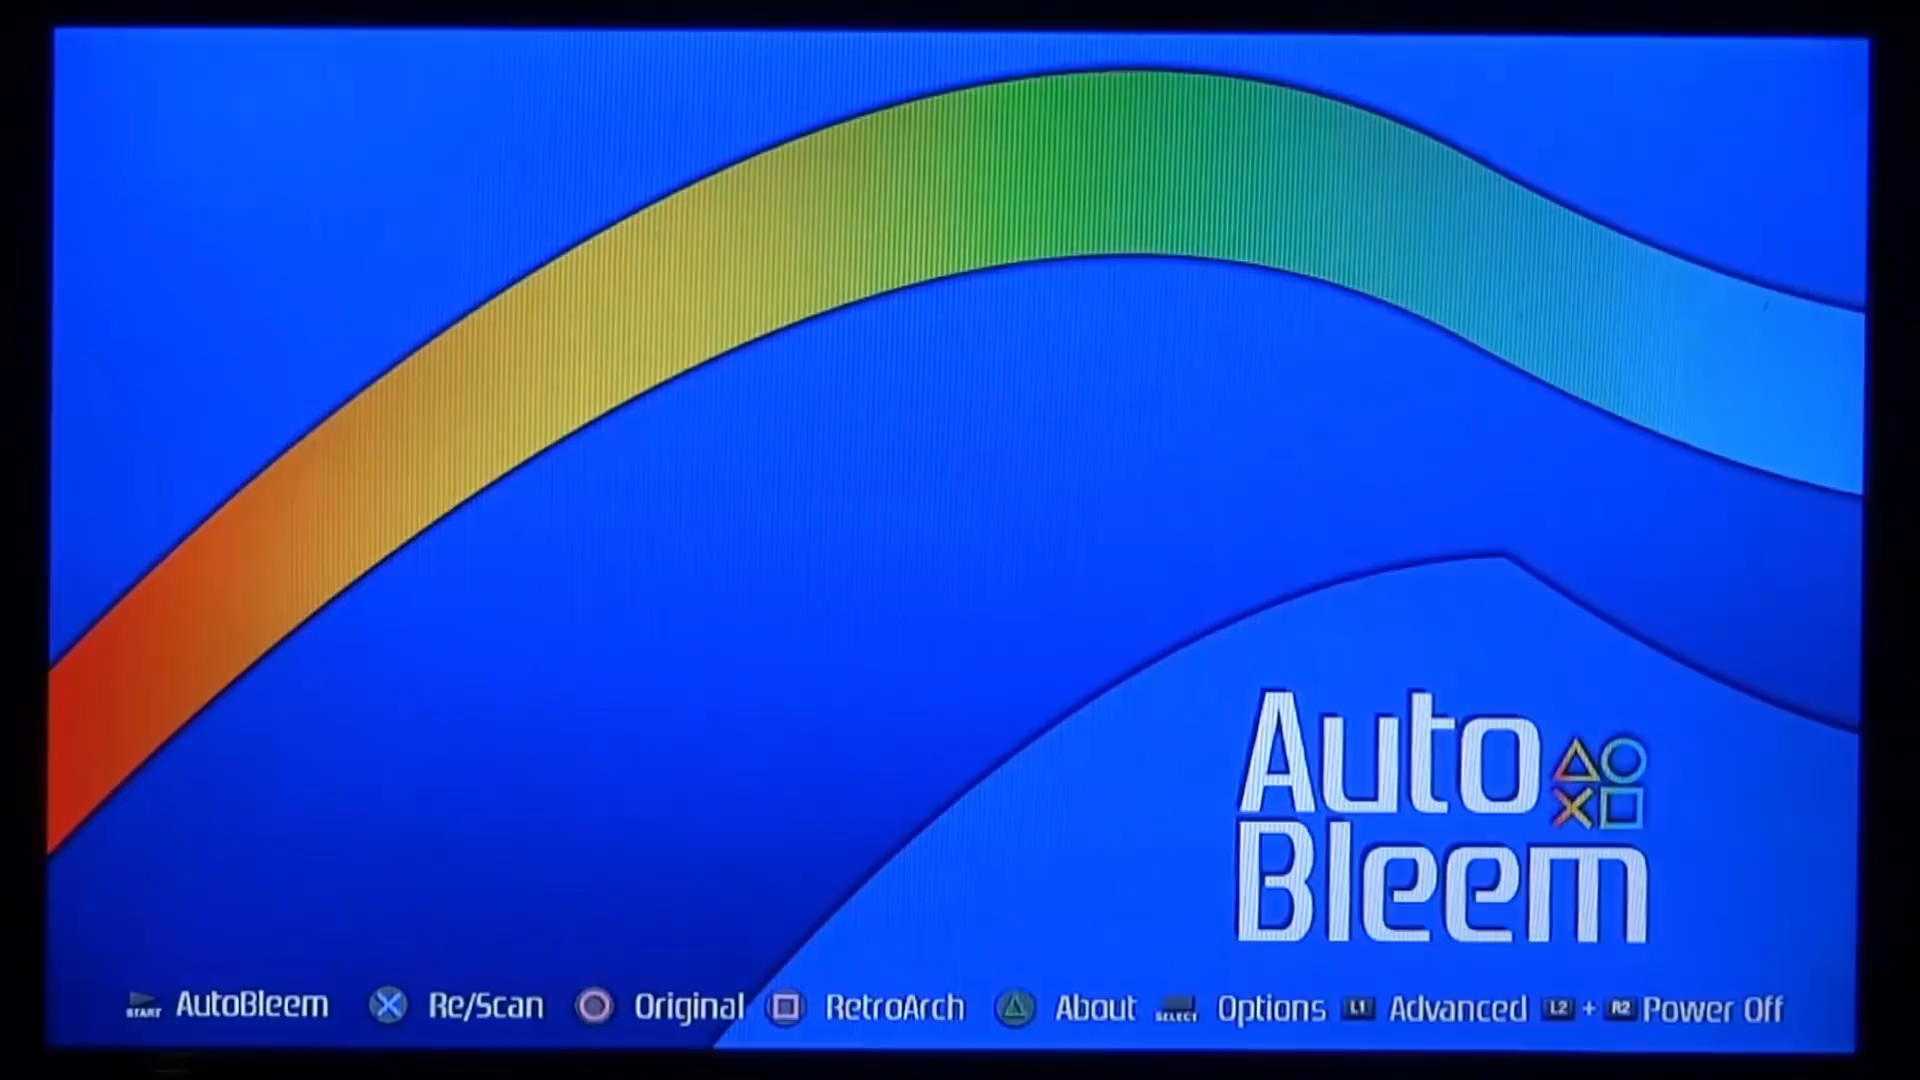 Auto
Bleem
START AutoBleem Re/Scan Original RetroArch About SELECT Options L1 Advanced L2 + R2 Power Off